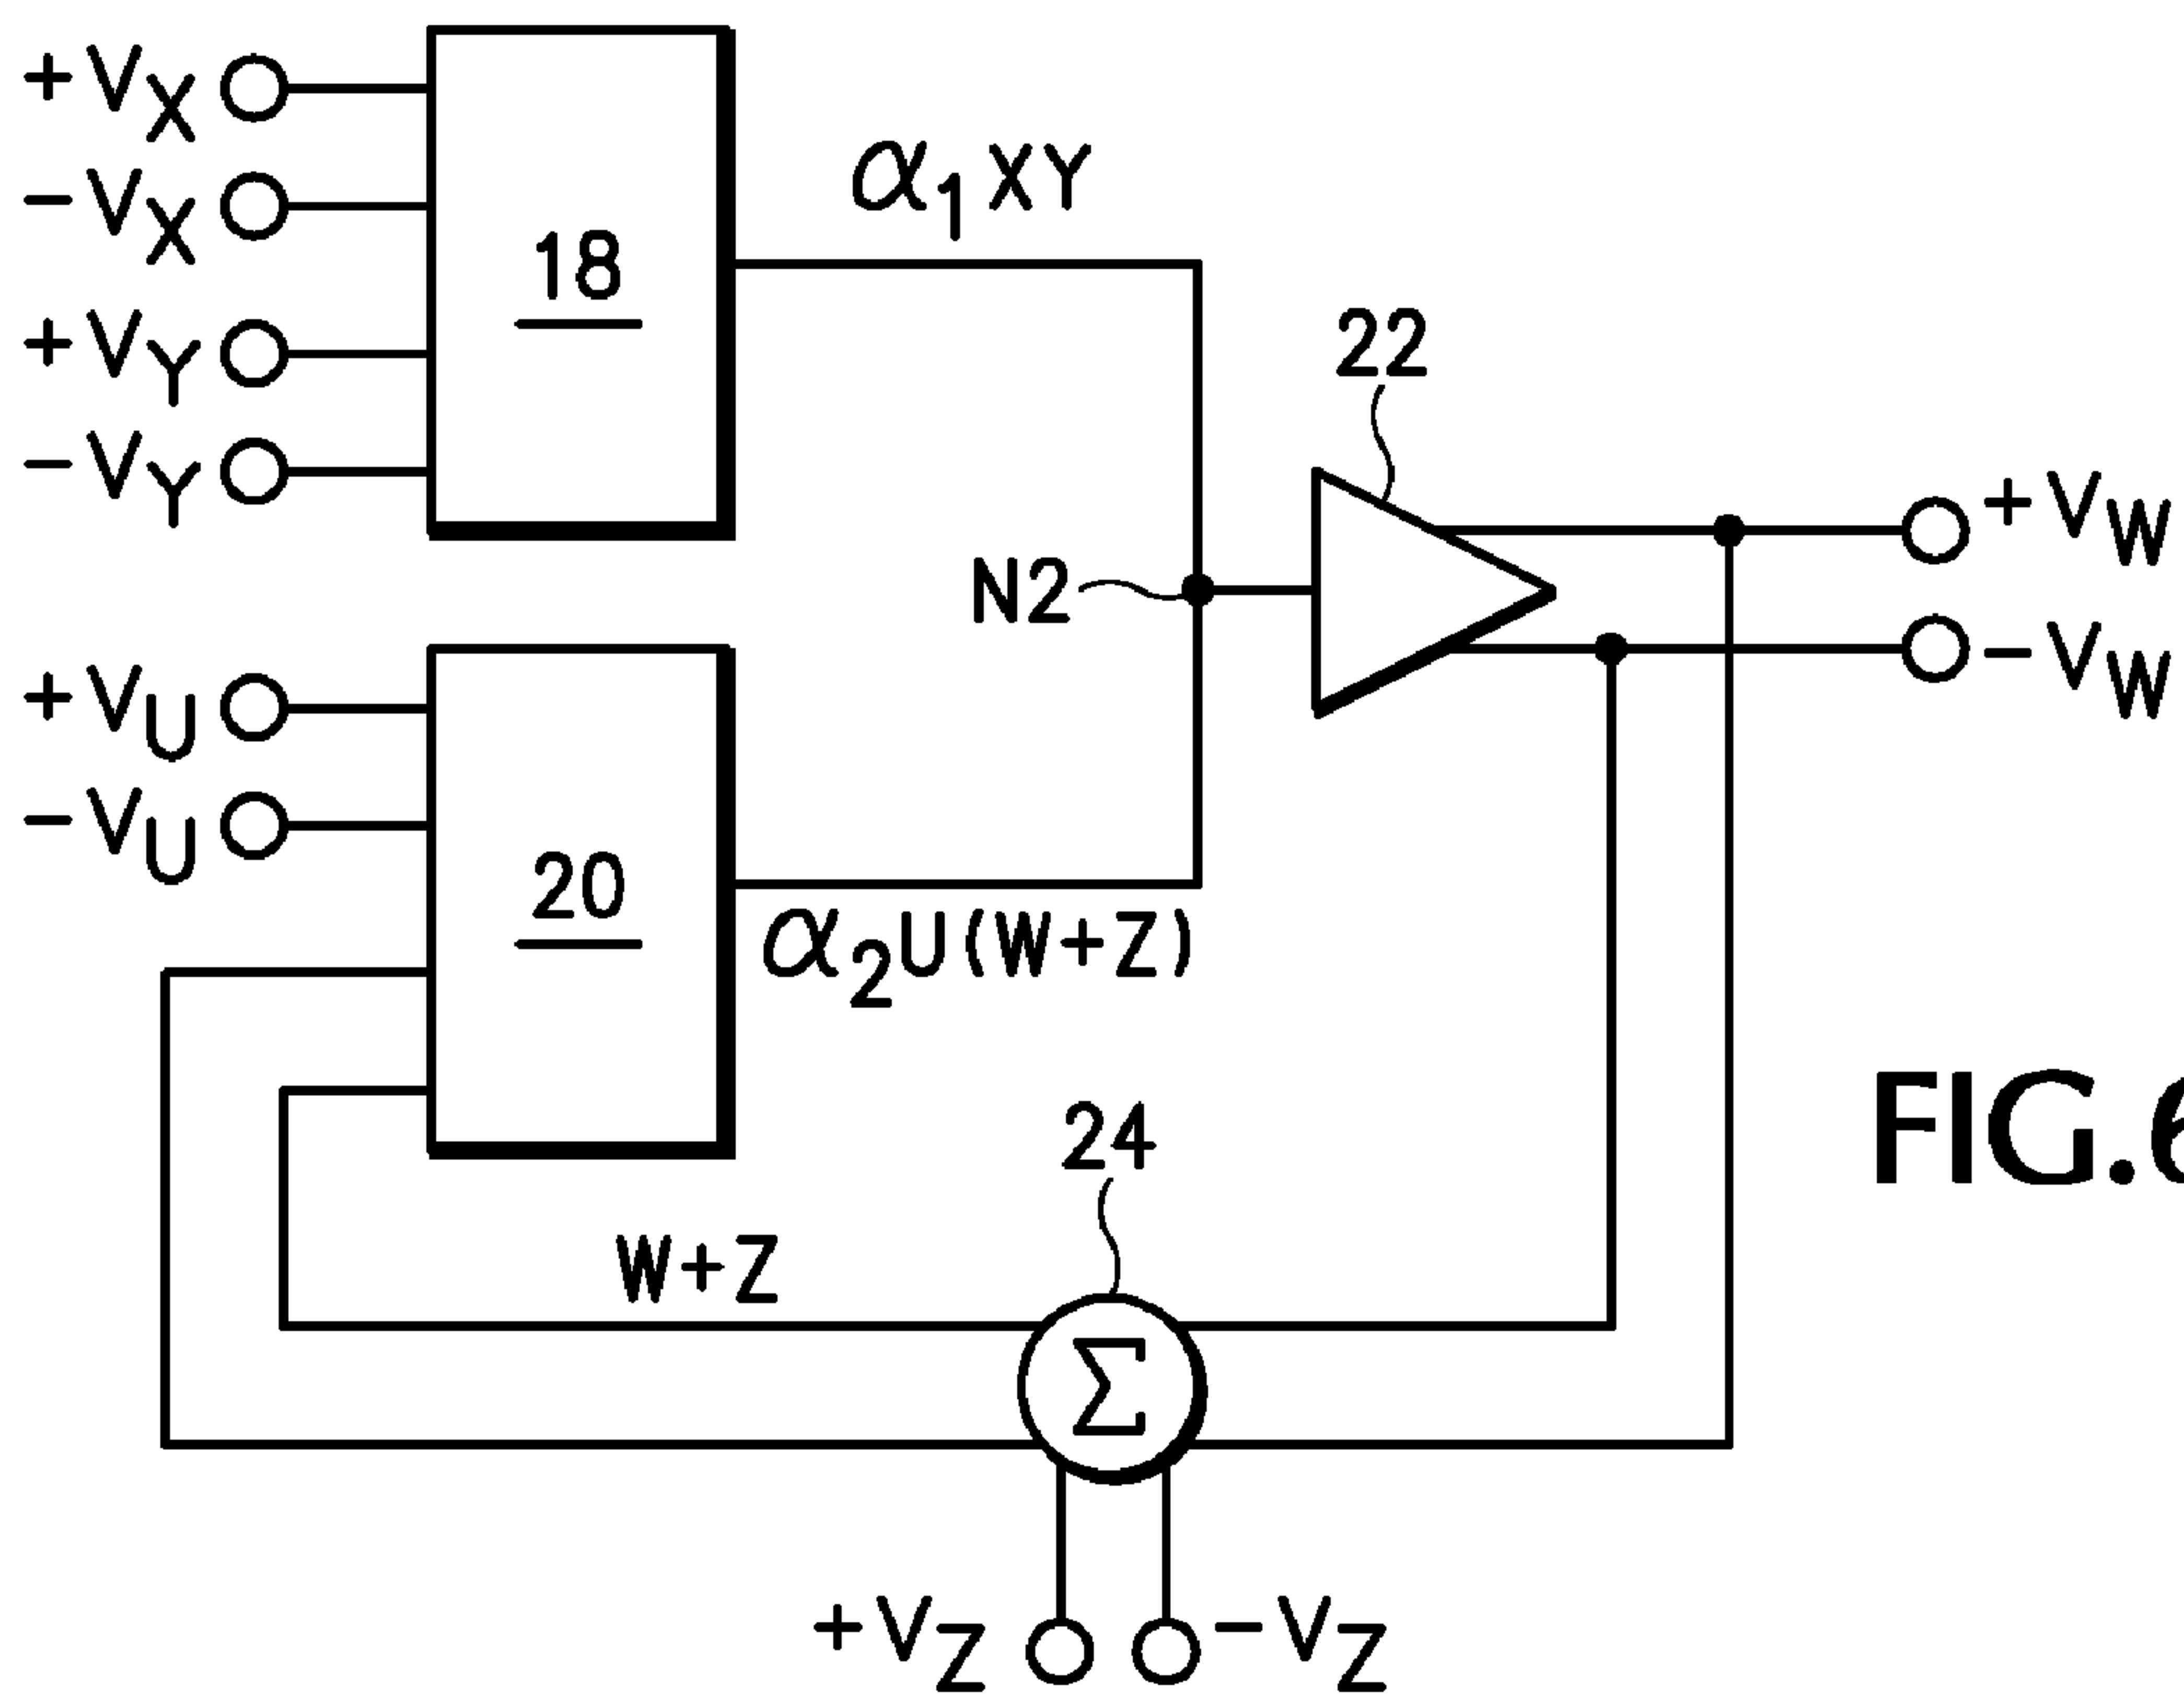 +VX
−VX
+VY
−VY
18
α1XY
22
N2
+VW
−VW
+VU
−VU
20
α2U(W+Z)
FIG.6
24
W+Z
Σ
+VZ
−VZ